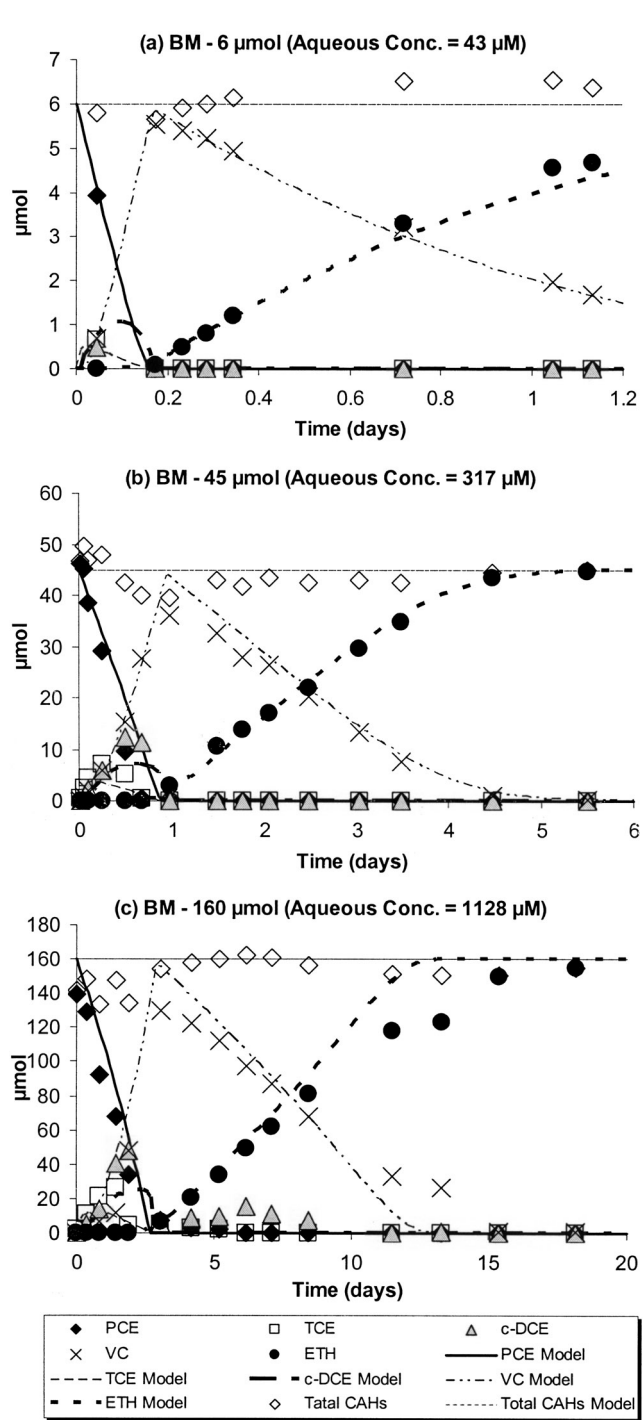 (a) BM - 6 µmol (Aqueous Conc. = 43 µM)
7
6
5
4
3
2
1
0
µmol
0 0.2 0.4 0.6 0.8 1 1.2
Time (days)
(b) BM - 45 µmol (Aqueous Conc. = 317 µM)
60
50
40
30
20
10
0
µmol
0 1 2 3 4 5 6
Time (days)
(c) BM - 160 µmol (Aqueous Conc. = 1128 µM)
180
160
140
120
100
80
60
40
20
0
µmol
0 5 10 15 20
Time (days)
PCE TCE c-DCE
VC ETH PCE Model
TCE Model c-DCE Model VC Model
ETH Model Tatal CAHs Total CAHs Model